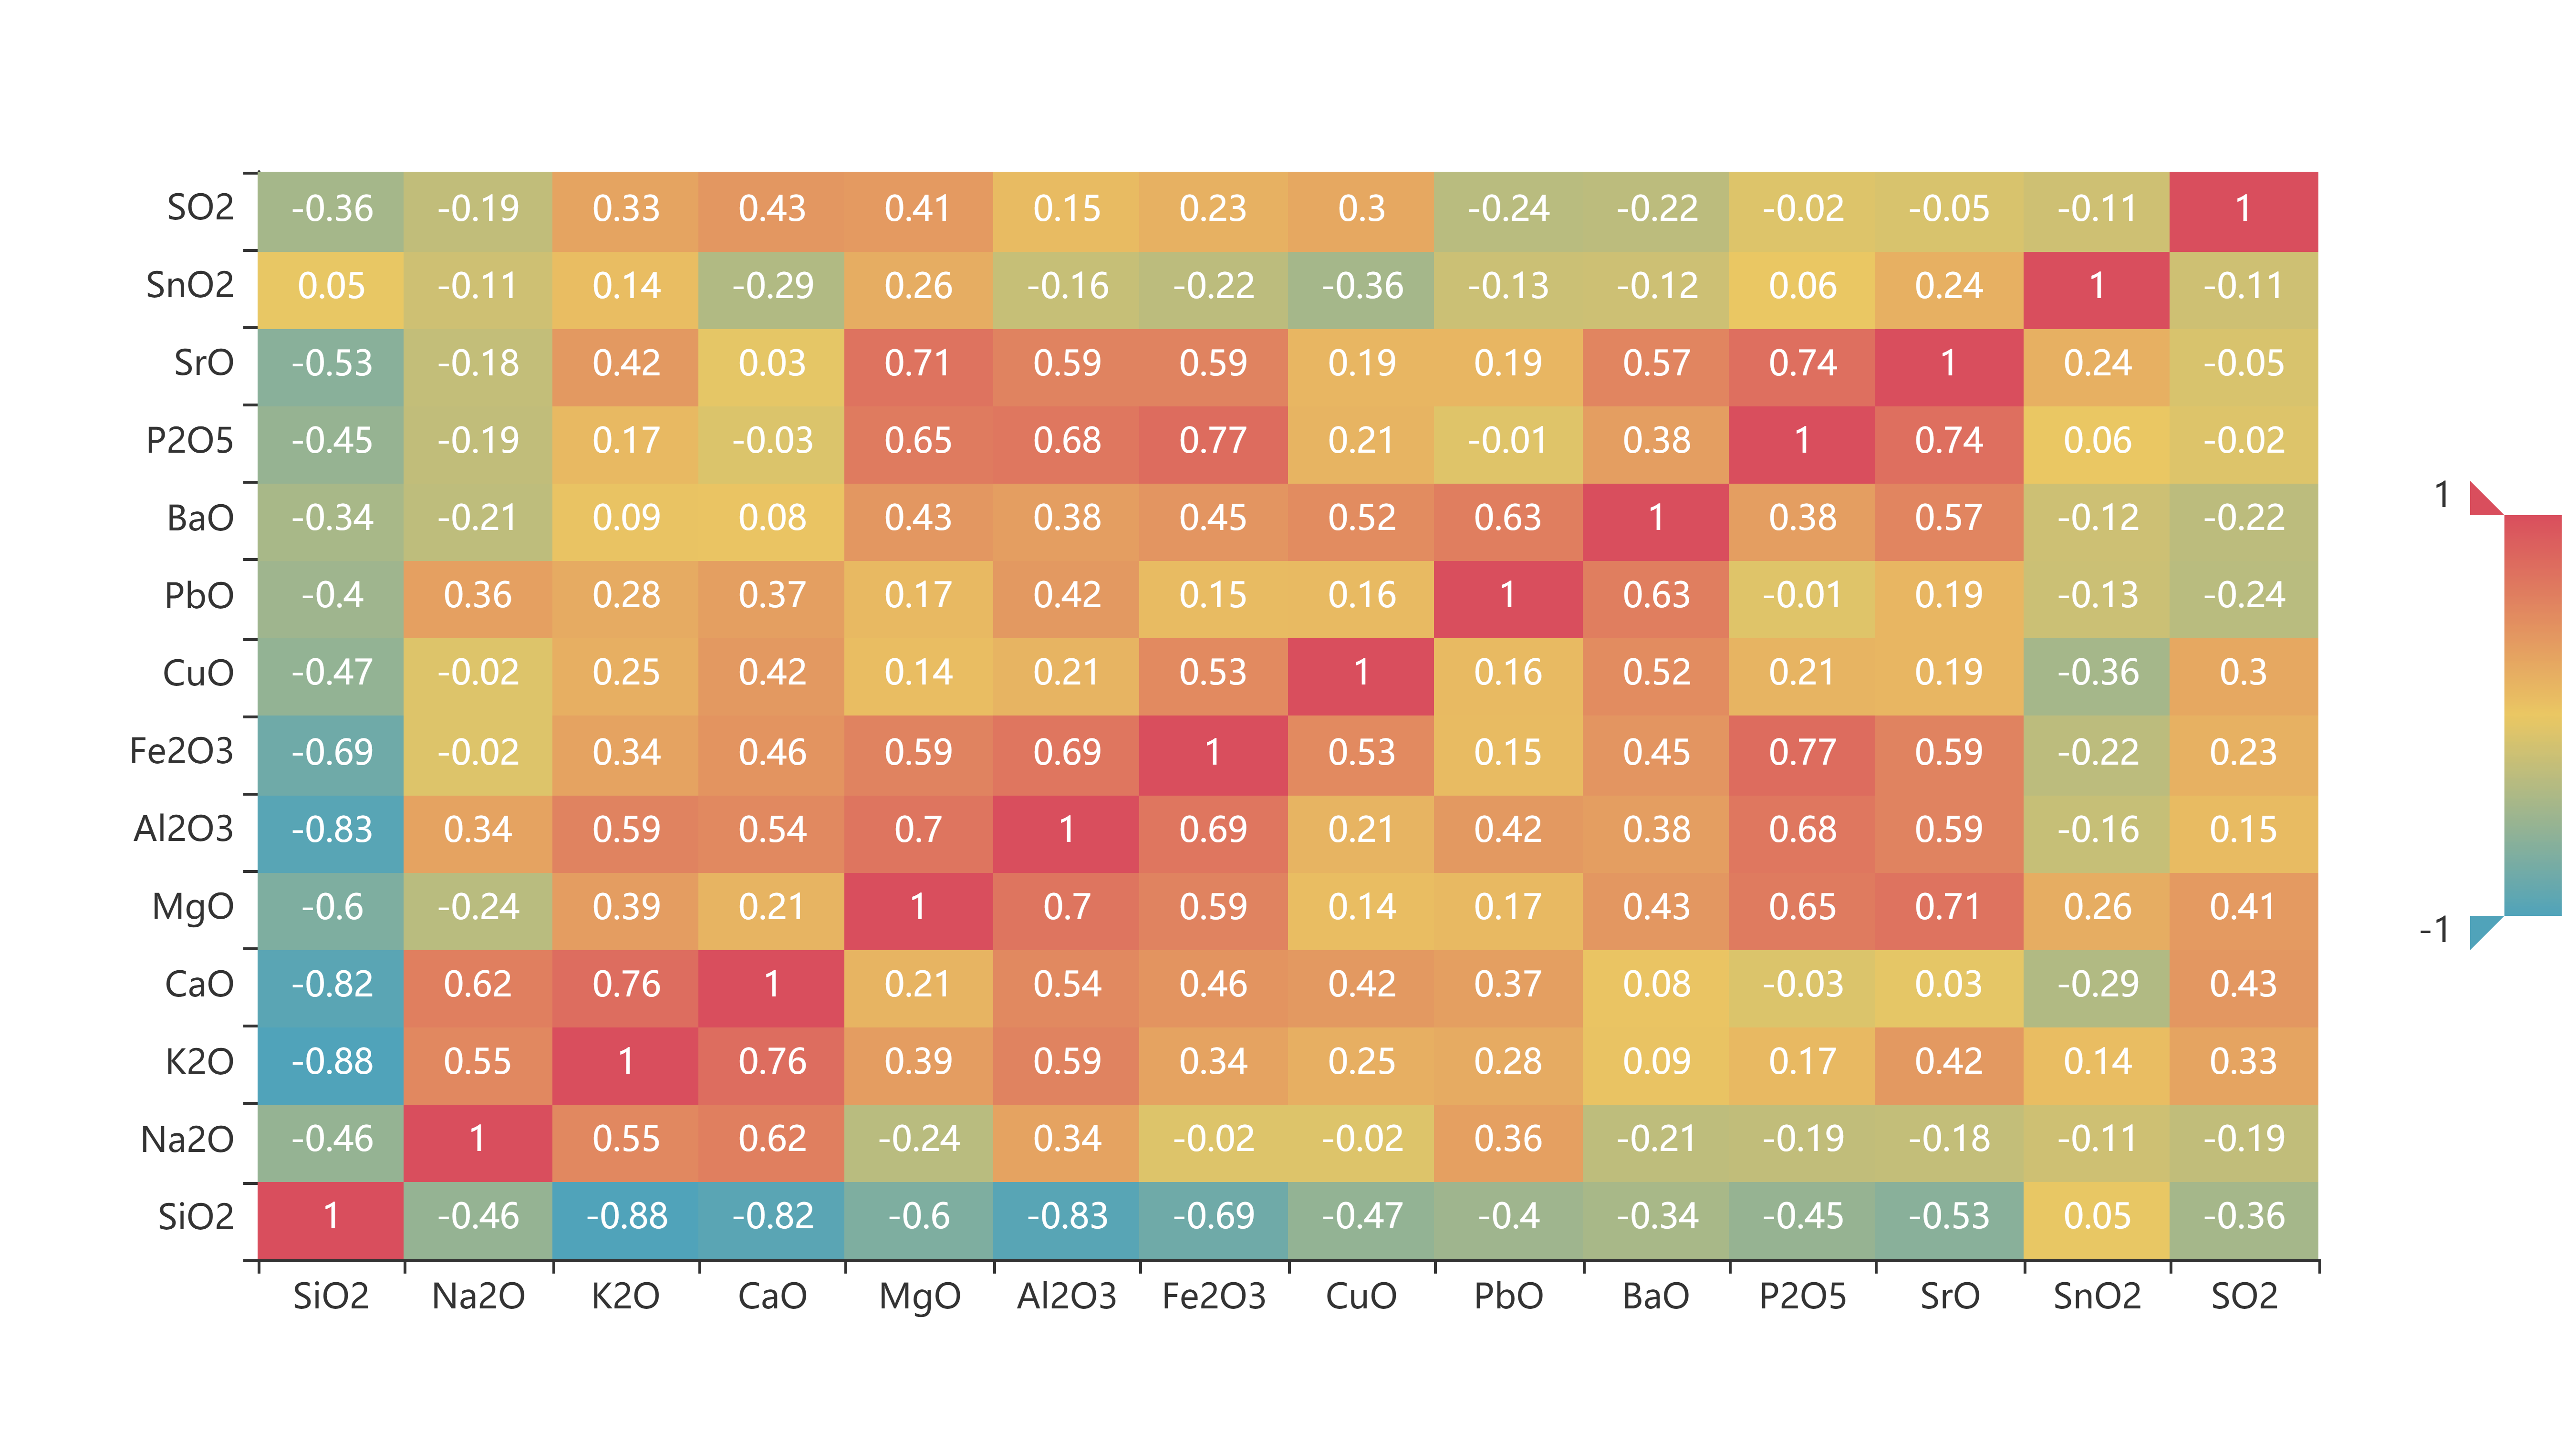 SO2 -0.36 -0.19 0.33 0.43 0.41 0.15 0.23 0.3 -0.24 -0.22 -0.02 -0.05 -0.11 1
SnO2 0.05 -0.11 0.14 -0.29 0.26 -0.16 -0.22 -0.36 -0.13 -0.12 0.06 0.24 1 -0.11
SrO -0.53 -0.18 0.42 0.03 0.71 0.59 0.59 0.19 0.19 0.57 0.74 1 0.24 -0.05
P2O5 -0.45 -0.19 0.17 -0.03 0.65 0.68 0.77 0.21 -0.01 0.38 1 0.74 0.06 -0.02
BaO -0.34 -0.21 0.09 0.08 0.43 0.38 0.45 0.52 0.63 1 0.38 0.57 -0.12 -0.22
PbO -0.4 0.36 0.28 0.37 0.17 0.42 0.15 0.16 1 0.63 -0.01 0.19 -0.13 -0.24
CuO -0.47 -0.02 0.25 0.42 0.14 0.21 0.53 1 0.16 0.52 0.21 0.19 -0.36 0.3
Fe2O3 -0.69 -0.02 0.34 0.46 0.59 0.69 1 0.53 0.15 0.45 0.77 0.59 -0.22 0.23
Al2O3 -0.83 0.34 0.59 0.54 0.7 1 0.69 0.21 0.42 0.38 0.68 0.59 -0.16 0.15
MgO -0.6 -0.24 0.39 0.21 1 0.7 0.59 0.14 0.17 0.43 0.65 0.71 0.26 0.41
CaO -0.82 0.62 0.76 1 0.21 0.54 0.46 0.42 0.37 0.08 -0.03 0.03 -0.29 0.43
K2O -0.88 0.55 1 0.76 0.39 0.59 0.34 0.25 0.28 0.09 0.17 0.42 0.14 0.33
Na2O -0.46 1 0.55 0.62 -0.24 0.34 -0.02 -0.02 0.36 -0.21 -0.19 -0.18 -0.11 -0.19
SiO2 1 -0.46 -0.88 -0.82 -0.6 -0.83 -0.69 -0.47 -0.4 -0.34 -0.45 -0.53 0.05 -0.36
SiO2 Na2O K2O CaO MgO Al2O3 Fe2O3 CuO PbO BaO P2O5 SrO SnO2 SO2
1
-1